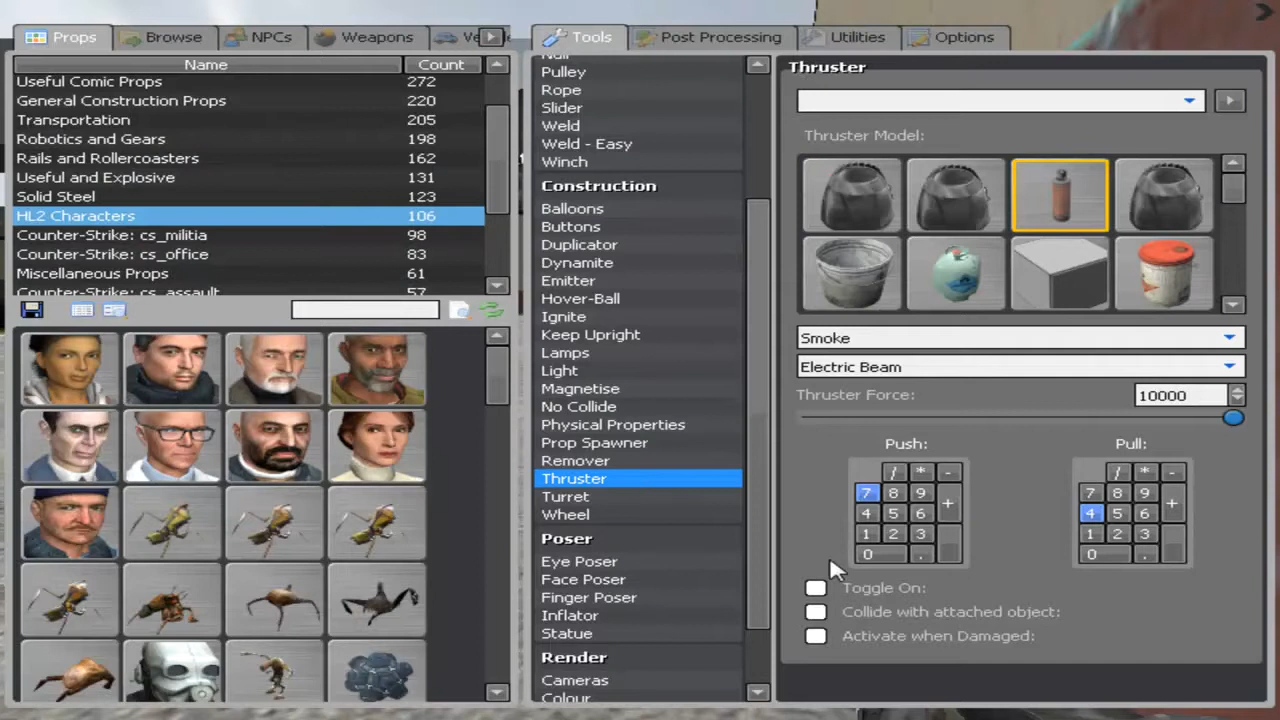 Props
Browse
NPCs
Weapons
Tools
Post Processing
Utilities
Options
Name
Count
Useful Comic Props 272
General Construction Props 220
Transportation 205
Robotics and Gears 198
Rails and Rollercoasters 162
Useful and Explosive 131
Solid Steel 123
HL2 Characters 106
Counter-Strike: cs_militia 98
Counter-Strike: cs_office 83
Miscellaneous Props 61
Counter-Strike: cs_assault 57
Pulley
Rope
Slider
Weld
Weld - Easy
Winch
Construction
Balloons
Buttons
Duplicator
Dynamite
Emitter
Hover-Ball
Ignite
Keep Upright
Lamps
Light
Magnetise
No Collide
Physical Properties
Prop Spawner
Remover
Thruster
Turret
Wheel
Poser
Eye Poser
Face Poser
Finger Poser
Inflator
Statue
Render
Cameras
Colour
Thruster
Thruster Model:
Smoke
Electric Beam
Thruster Force: 10000
Push:
/ * -
7 8 9
4 5 6 +
1 2 3
0 .
Pull:
/ * -
7 8 9
4 5 6 +
1 2 3
0 .
Toggle On:
Collide with attached object:
Activate when Damaged: